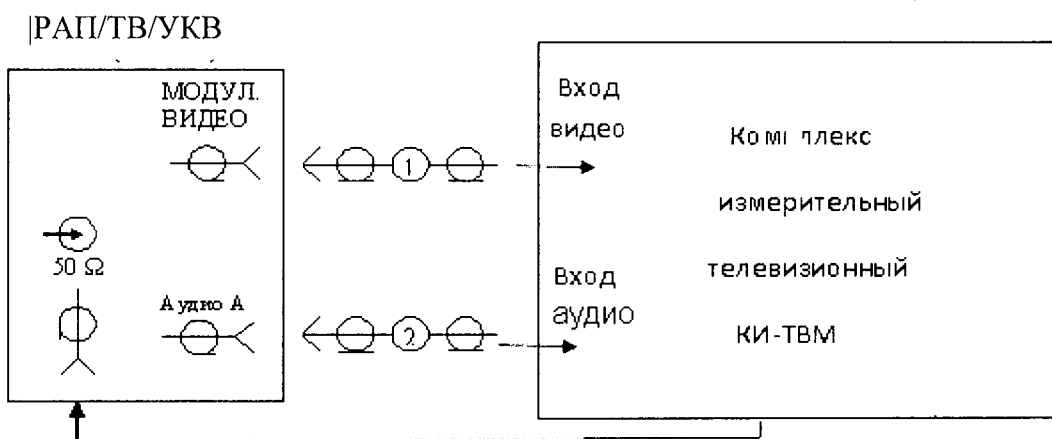 |РАП/ТВ/УКВ
МОДУЛ.
ВИДЕО
1
50 Ω
Аудио А
2
Вход
видео
Вход
аудио
Комплекс
измерительный
телевизионный
КИ-ТВМ